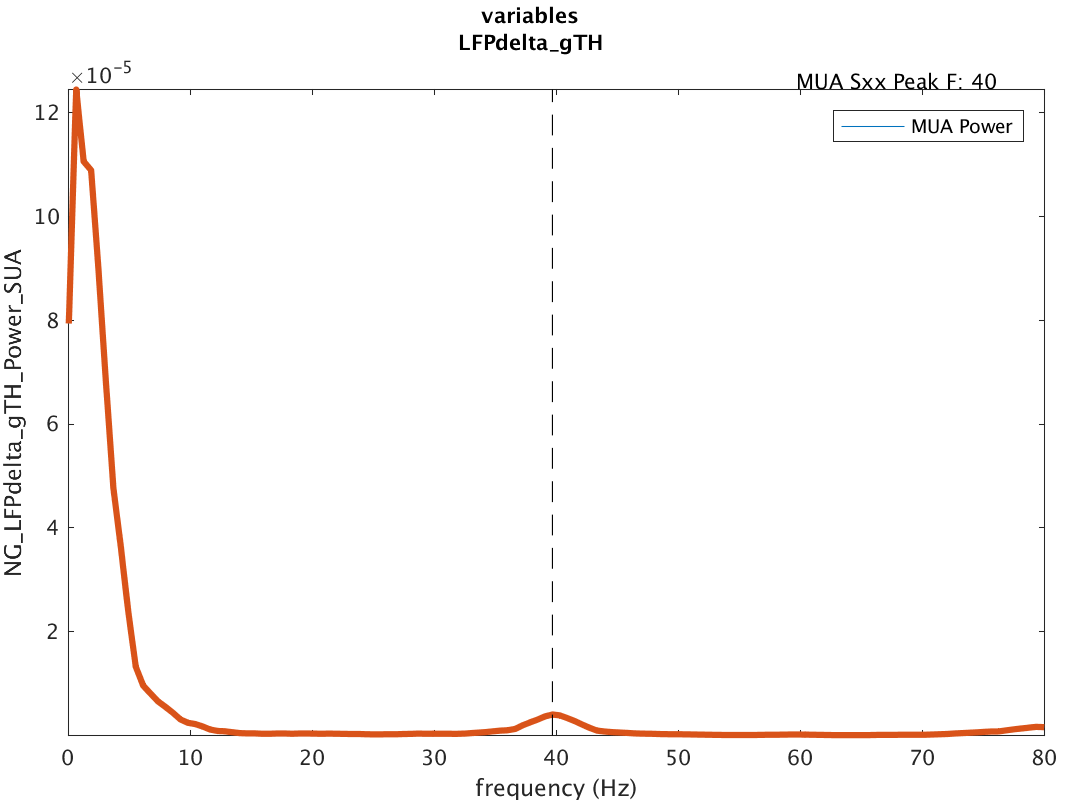 variables
LFPdelta_gTH
×10⁻⁵
MUA Sxx Peak F: 40
MUA Power
12
10
8
6
4
2
NG_LFPdelta_gTH_Power_SUA
0 10 20 30 40 50 60 70 80
frequency (Hz)